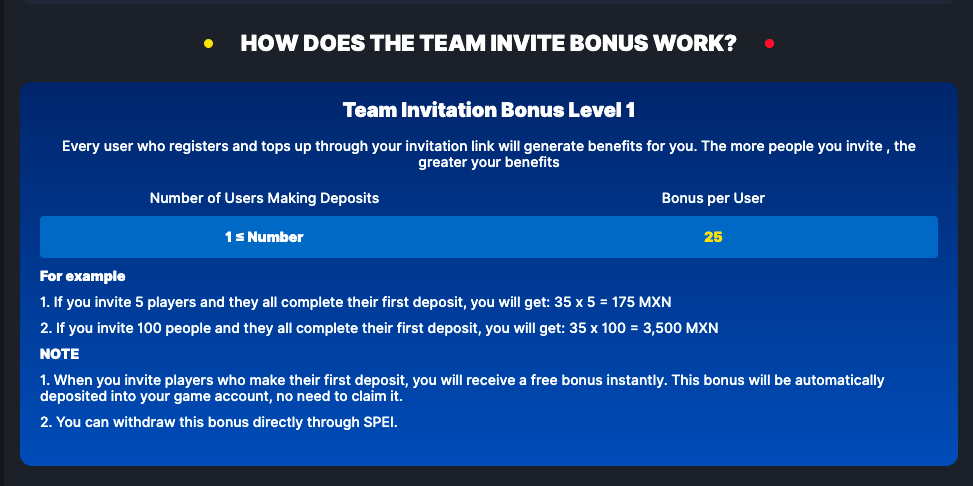 HOW DOES THE TEAM INVITE BONUS WORK?
Team Invitation Bonus Level 1
Every user who registers and tops up through your invitation link will generate benefits for you. The more people you invite , the
greater your benefits
Number of Users Making Deposits Bonus per User
1 ≤ Number 25
For example
1. If you invite 5 players and they all complete their first deposit, you will get: 35 x 5 = 175 MXN
2. If you invite 100 people and they all complete their first deposit, you will get: 35 x 100 = 3,500 MXN
NOTE
1. When you invite players who make their first deposit, you will receive a free bonus instantly. This bonus will be automatically
deposited into your game account, no need to claim it.
2. You can withdraw this bonus directly through SPEI.